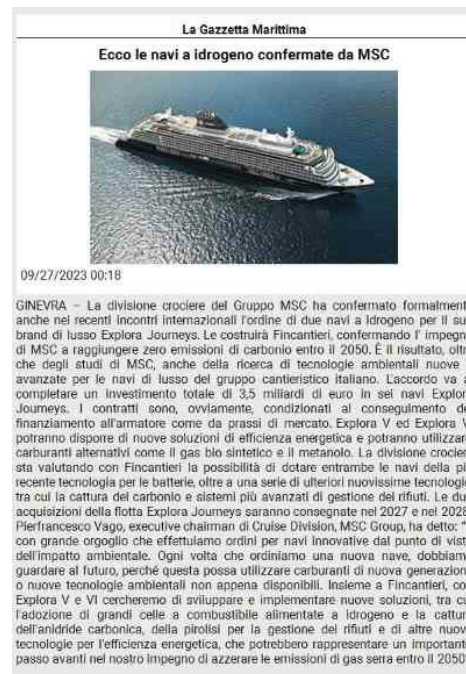 La Gazzetta Marittima
Ecco le navi a idrogeno confermate da MSC
09/27/2023 00:18
GINEVRA – La divisione crociere del Gruppo MSC ha confermato formalment
anche nei recenti incontri internazionali l'ordine di due navi a idrogeno per il su
brand di lusso Explora Journeys. Le costruirà Fincantieri, confermando l' impegn
di MSC a raggiungere zero emissioni di carbonio entro il 2050. È il risultato, oltr
che degli studi di MSC, anche della ricerca di tecnologie ambientali nuove
avanzate per le navi di lusso del gruppo cantieristico italiano. L'accordo va a
completare un investimento totale di 3,5 miliardi di euro in sei navi Explor
Journeys. I contratti sono, ovviamente, condizionati al conseguimento de
finanziamento all'armatore come da prassi di mercato. Explora V ed Explora V
potranno disporre di nuove soluzioni di efficienza energetica e potranno utilizzar
carburanti alternativi come il gas bio sintetico e il metanolo. La divisione crocier
sta valutando con Fincantieri la possibilità di dotare entrambe le navi della pi
recente tecnologia per le batterie, oltre a una serie di ulteriori nuovissime tecnologi
tra cui la cattura del carbonio e sistemi più avanzati di gestione dei rifiuti. Le du
acquisizioni della flotta Explora Journeys saranno consegnate nel 2027 e nel 2028
Pierfrancesco Vago, executive chairman di Cruise Division, MSC Group, ha detto: "
con grande orgoglio che effettuiamo ordini per navi innovative dal punto di vist
dell'impatto ambientale. Ogni volta che ordiniamo una nuova nave, dobbiam
guardare al futuro, perché questa possa utilizzare carburanti di nuova generazion
o nuove tecnologie ambientali non appena disponibili. Insieme a Fincantieri, co
Explora V e VI cercheremo di sviluppare e implementare nuove soluzioni, tra cu
l'adozione di grandi celle a combustibile alimentate a idrogeno e la cattur
dell'anidride carbonica, della pirolisi per la gestione dei rifiuti e di altre nuov
tecnologie per l'efficienza energetica, che potrebbero rappresentare un important
passo avanti nel nostro impegno di azzerare le emissioni di gas serra entro il 2050